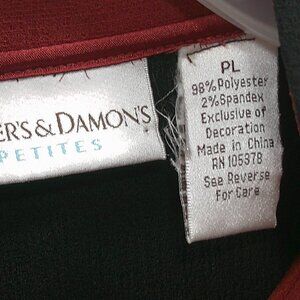 ER'S & DAMON'S
PETITES
PL
98% Polyester
2% Spandex
Exclusive of
Decoration
Made in China
RN 105378
See Reverse
For Care